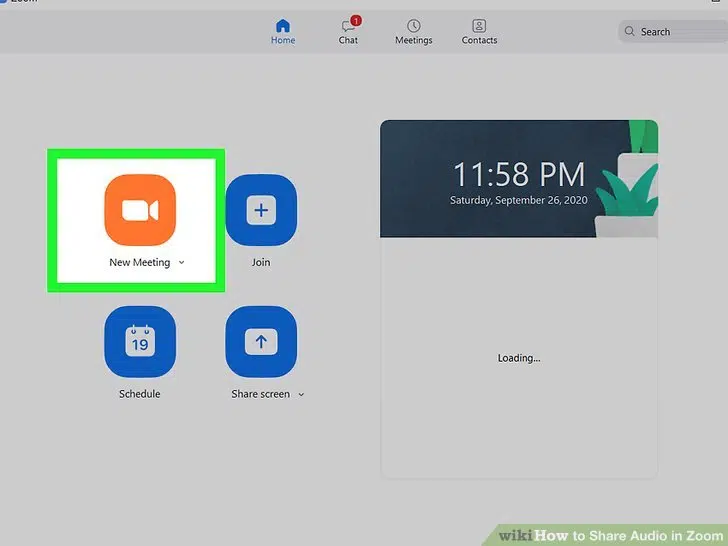 Zoom
Home
Chat
1
Meetings
Contacts
Search
New Meeting
Join
11:58 PM
Saturday, September 26, 2020
19
Schedule
Share screen
Loading...
wikiHow to Share Audio in Zoom